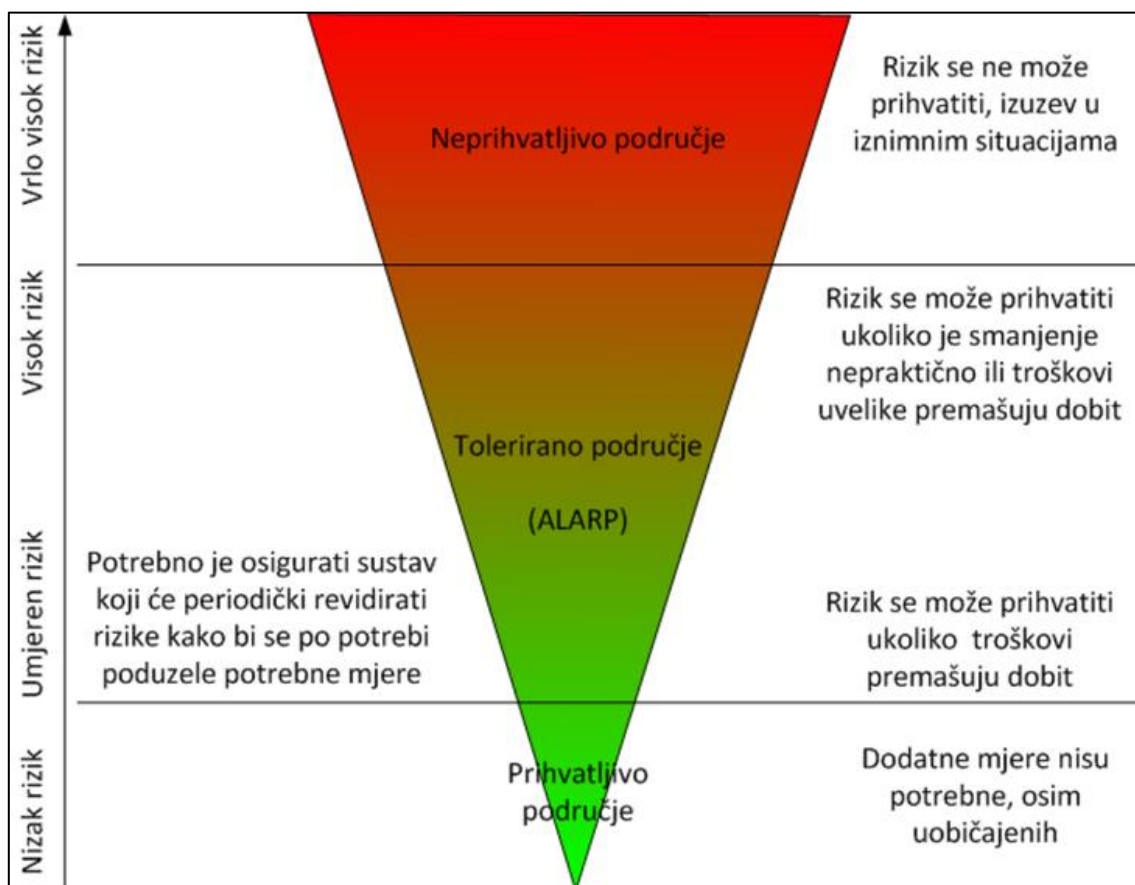 Vrlo visok rizik
Neprihvatljivo područje
Rizik se ne može
prihvatiti, izuzev u
iznimnim situacijama
Visok rizik
Rizik se može prihvatiti
ukoliko je smanjenje
nepraktično ili troškovi
uvelike premašuju dobit
Tolerirano područje
(ALARP)
Umjeren rizik
Potrebno je osigurati sustav
koji će periodički revidirati
rizike kako bi se po potrebi
poduzele potrebne mjere
Rizik se može prihvatiti
ukoliko troškovi
premašuju dobit
Nizak rizik
Prihvatljivo
područje
Dodatne mjere nisu
potrebne, osim
uobičajenih